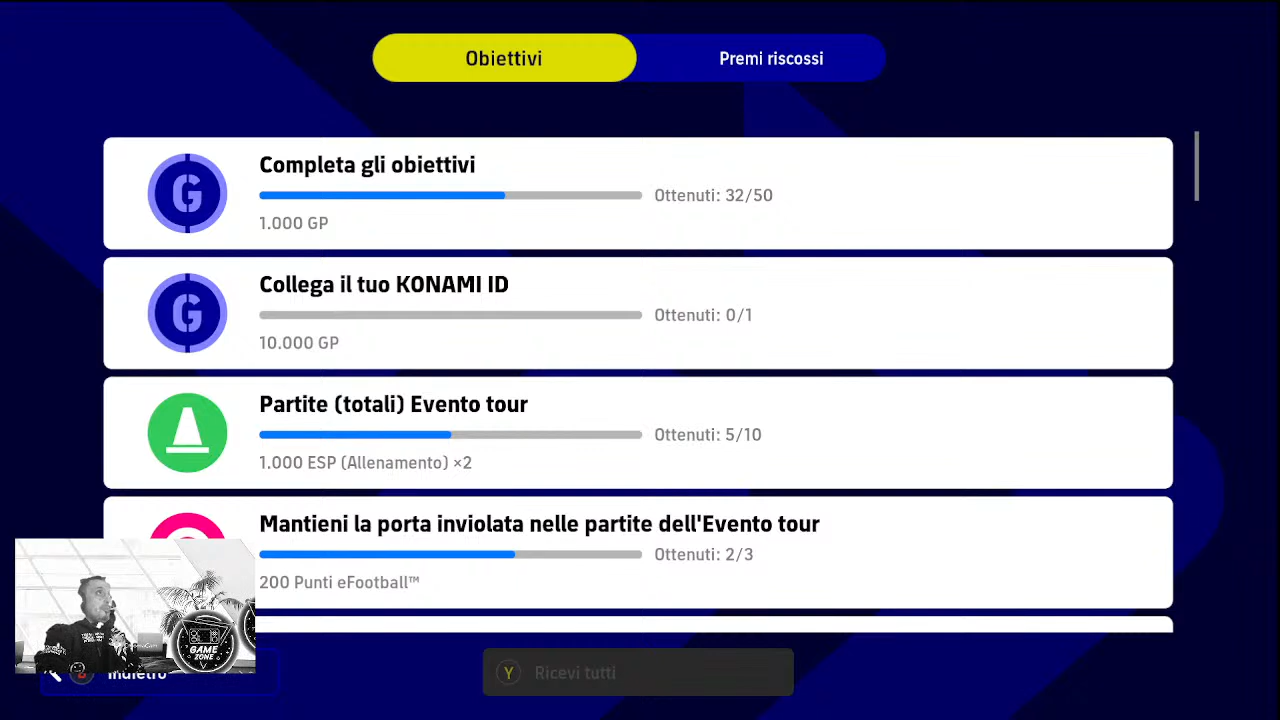 Obiettivi
Premi riscossi
Completa gli obiettivi
Ottenuti: 32/50
1.000 GP
Collega il tuo KONAMI ID
Ottenuti: 0/1
10.000 GP
Partite (totali) Evento tour
Ottenuti: 5/10
1.000 ESP (Allenamento) ×2
Mantieni la porta inviolata nelle partite dell'Evento tour
Ottenuti: 2/3
200 Punti eFootball™
GAME
ZONE
Indietro
Y Ricevi tutti